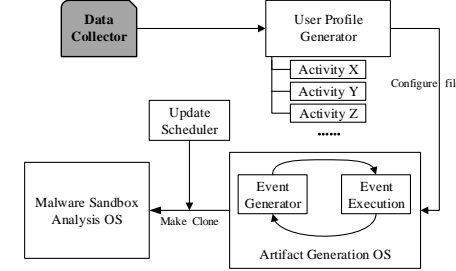 Data
Collector
User Profile
Generator
Activity X
Activity Y
Activity Z
......
Configure file
Update
Scheduler
Malware Sandbox
Analysis OS
Make Clone
Event
Generator
Event
Execution
Artifact Generation OS